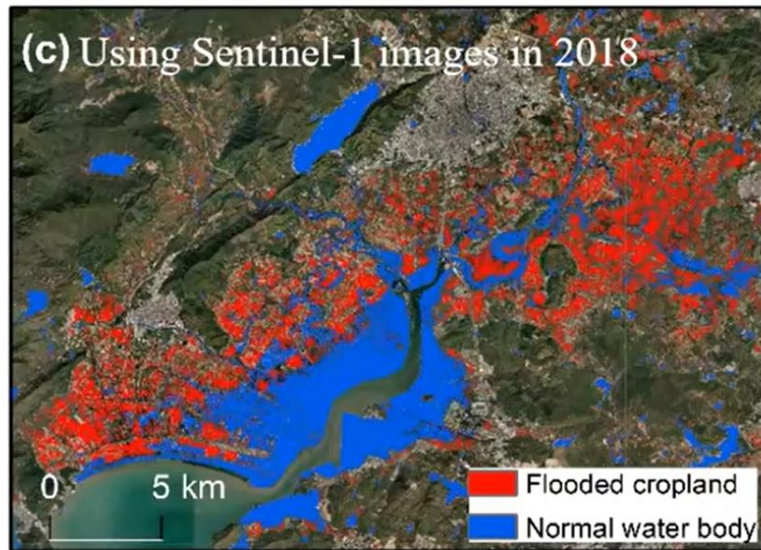 (c) Using Sentinel-1 images in 2018
0 5 km
Flooded cropland
Normal water body